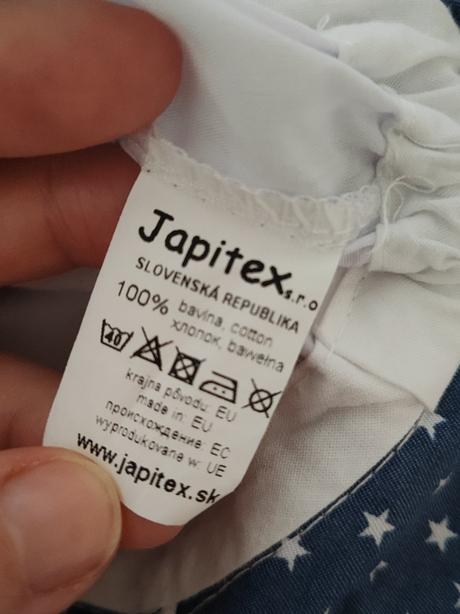 Japitex s.r.o
SLOVENSKÁ REPUBLIKA
100% bavlna, cotton
хлопок, bawełna
40
krajna pôvodu: EU
made in: EU
происхождение: ЕС
wyprodukowane w: UE
www.japitex.sk